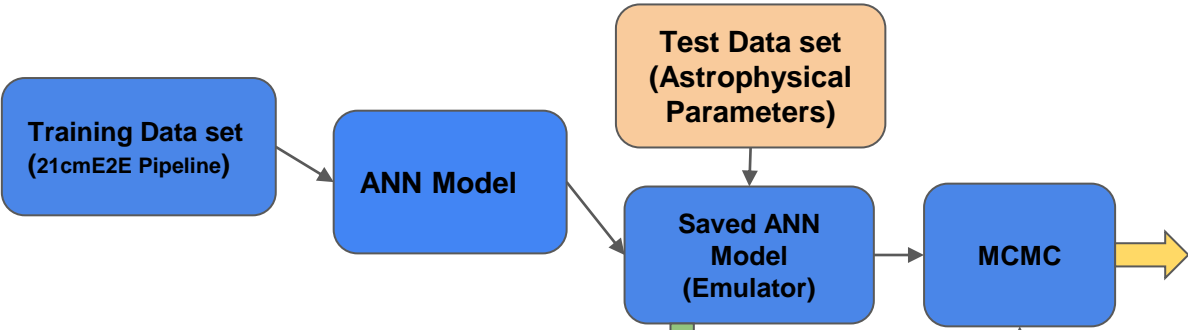 Test Data set
(Astrophysical
Parameters)
Training Data set
(21cmE2E Pipeline)
ANN Model
Saved ANN
Model
(Emulator)
MCMC